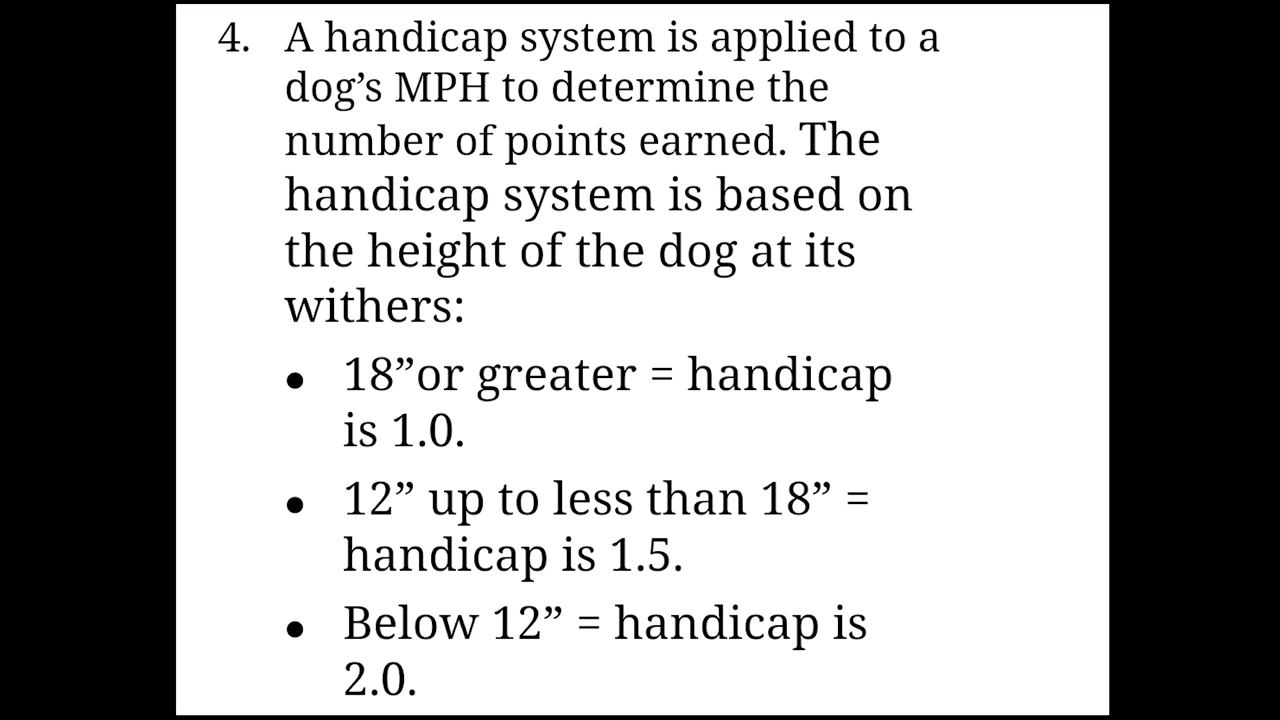 4. A handicap system is applied to a
dog’s MPH to determine the
number of points earned. The
handicap system is based on
the height of the dog at its
withers:
• 18”or greater = handicap
is 1.0.
• 12” up to less than 18” =
handicap is 1.5.
• Below 12” = handicap is
2.0.